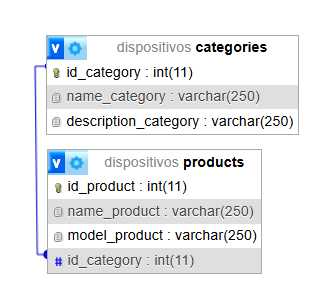 v dispositivos categories
id_category : int(11)
name_category : varchar(250)
description_category : varchar(250)
v dispositivos products
id_product : int(11)
name_product : varchar(250)
model_product : varchar(250)
# id_category : int(11)